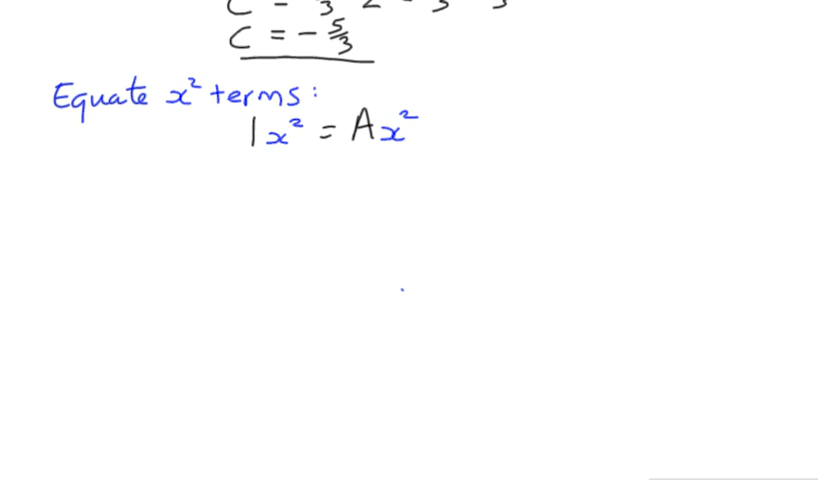 C = - 5/3
Equate x² terms:
1x² = Ax²